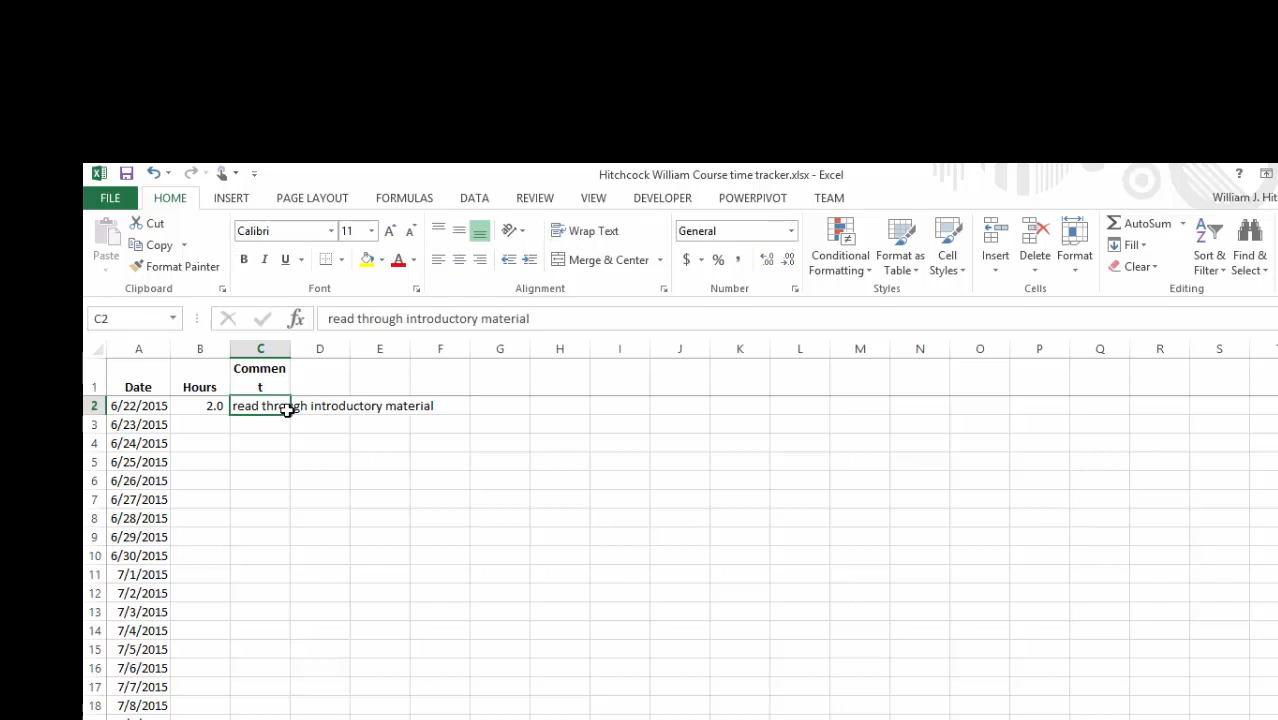 Hitchcock William Course time tracker.xlsx - Excel
?
FILE HOME INSERT PAGE LAYOUT FORMULAS DATA REVIEW VIEW DEVELOPER POWERPIVOT TEAM William J. Hit
Paste Cut Copy Format Painter
Calibri 11 A A
B I U A
Wrap Text
Merge & Center
General
$ % ,
Conditional Formatting Format as Table Cell Styles
Insert Delete Format
AutoSum Fill Clear
Sort & Filter Find & Select
Clipboard Font Alignment Number Styles Cells Editing
C2 fx read through introductory material
A B C D E F G H I J K L M N O P Q R S
1 Date Hours Commen
t
2 6/22/2015 2.0 read through introductory material
3 6/23/2015
4 6/24/2015
5 6/25/2015
6 6/26/2015
7 6/27/2015
8 6/28/2015
9 6/29/2015
10 6/30/2015
11 7/1/2015
12 7/2/2015
13 7/3/2015
14 7/4/2015
15 7/5/2015
16 7/6/2015
17 7/7/2015
18 7/8/2015